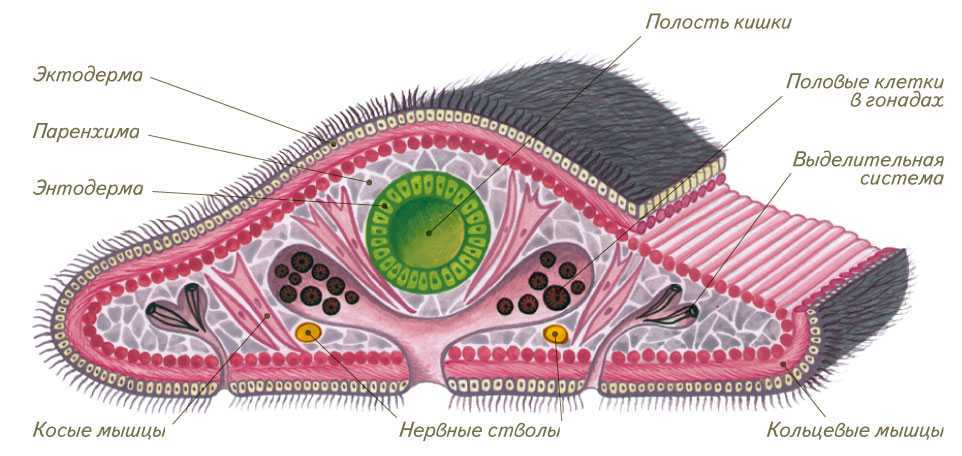 Полость кишки
Эктодерма
Половые клетки
в гонадах
Паренхима
Выделительная
система
Энтодерма
Косые мышцы
Нервные стволы
Кольцевые мышцы